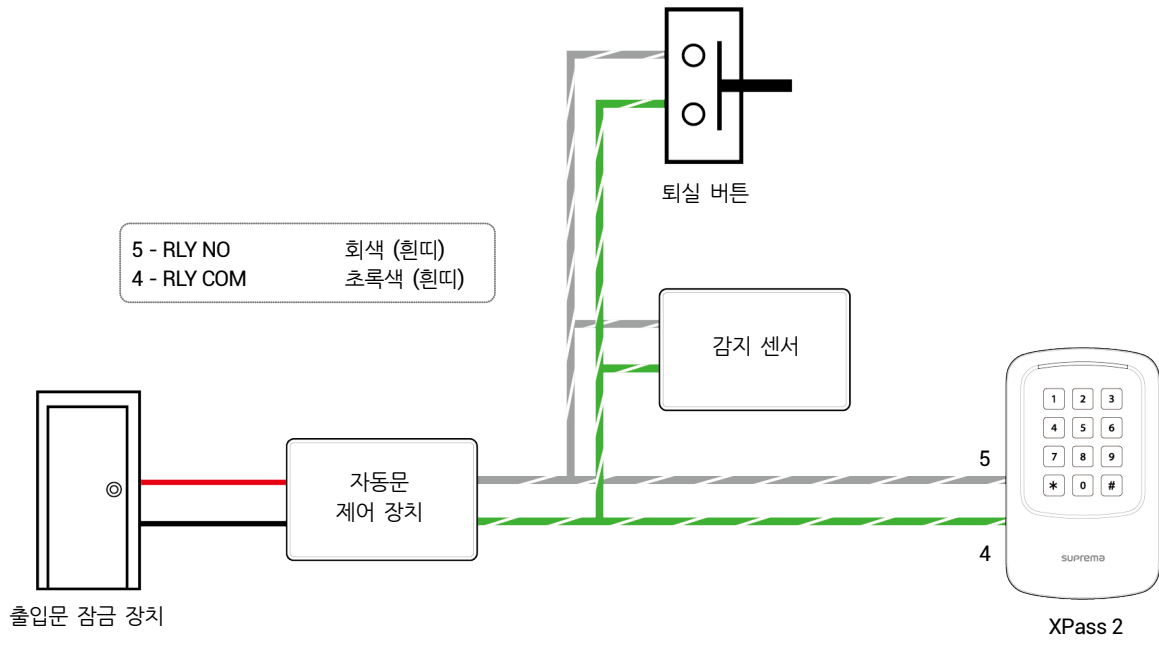 퇴실 버튼
5 - RLY NO 회색 (흰띠)
4 - RLY COM 초록색 (흰띠)
감지 센서
자동문
제어 장치
출입문 잠금 장치
5
4
1 2 3
4 5 6
7 8 9
* 0 #
suprema
XPass 2